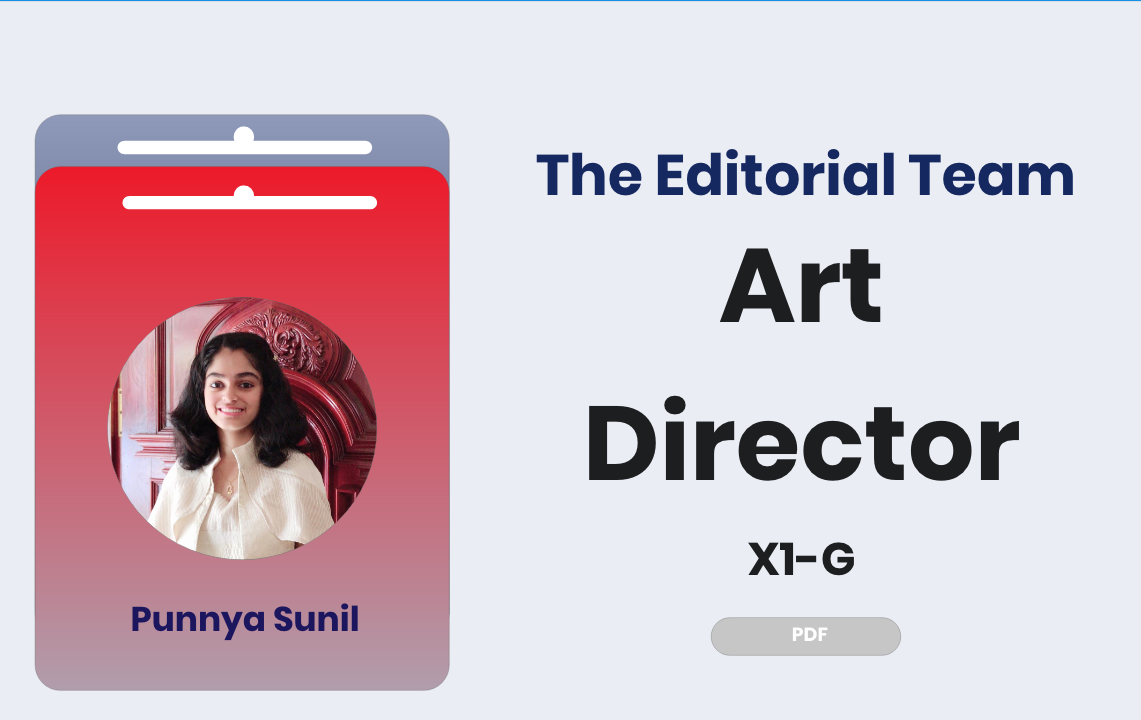 The Editorial Team
Art
Director
X1-G
PDF
Punnya Sunil